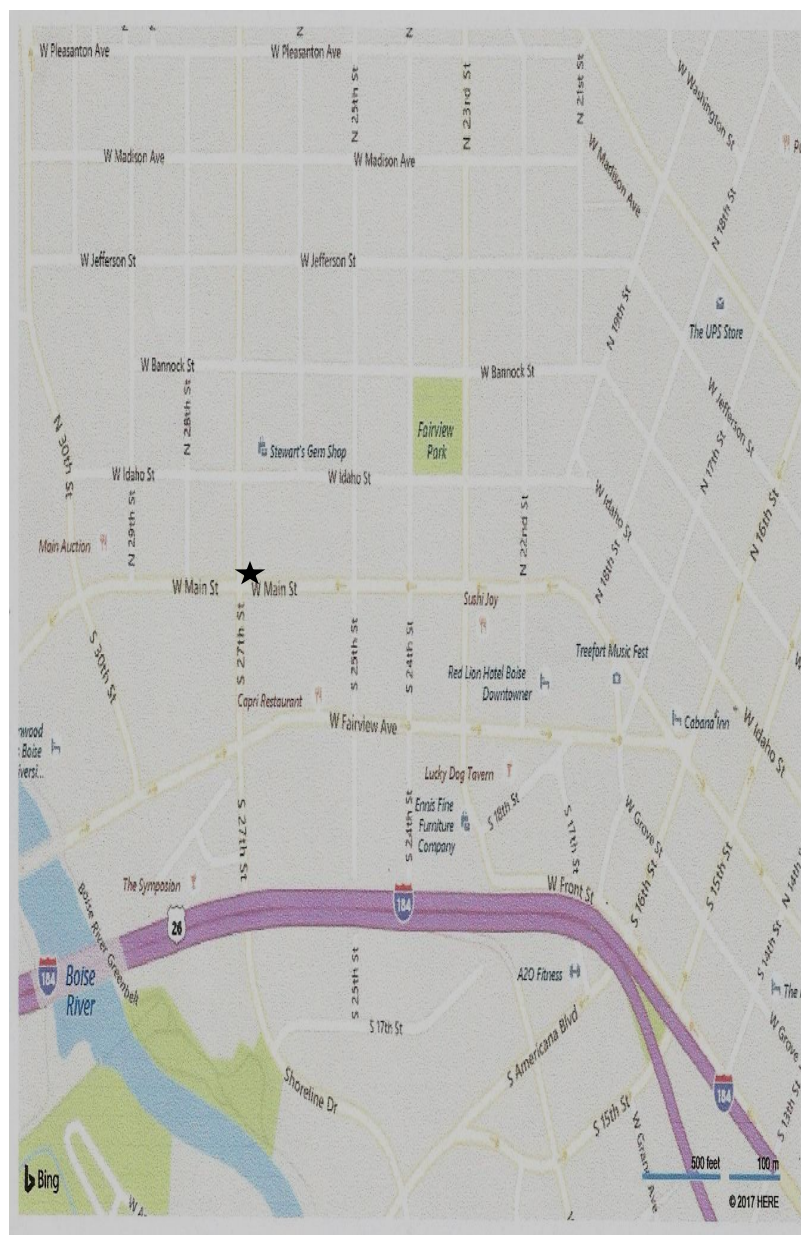 W Pleasanton Ave
W Pleasanton Ave
N 25th St
N 23rd St
N 21st St
W Washington St
W Madison Ave
W Madison Ave
W Madison Ave
N 18th St
W Jefferson St
W Jefferson St
N 19th St
The UPS Store
W Bannock St
W Bannock St
N 28th St
Fairview
Park
W Jefferson St
N 30th St
Stewart's Gem Shop
N 17th St
W Idaho St
W Idaho St
W Idaho St
N 16th St
Main Auction
N 29th St
N 22nd St
N 18th St
W Main St
W Main St
Sushi Joy
S 30th St
S 27th St
S 25th St
S 24th St
Treefort Music Fest
Red Lion Hotel Boise
Downtowner
Capri Restaurant
W Fairview Ave
Cabana Inn
W Idaho St
Boise
Lucky Dog Tavern
S 24th St
Ennis Fine
Furniture
Company
S 18th St
S 17th St
W Grove St
S 27th St
The Symposion
W Front St
S 16th St
S 15th St
N 14th
184
26
Boise River Greenbelt
S 14th St
184
Boise
River
A2O Fitness
The
S 25th St
S 17th St
W Grove
S Americana Blvd
Shoreline Dr
184
S 15th St
S 13th St
W Grand Ave
Bing
500 feet
100 m
© 2017 HERE